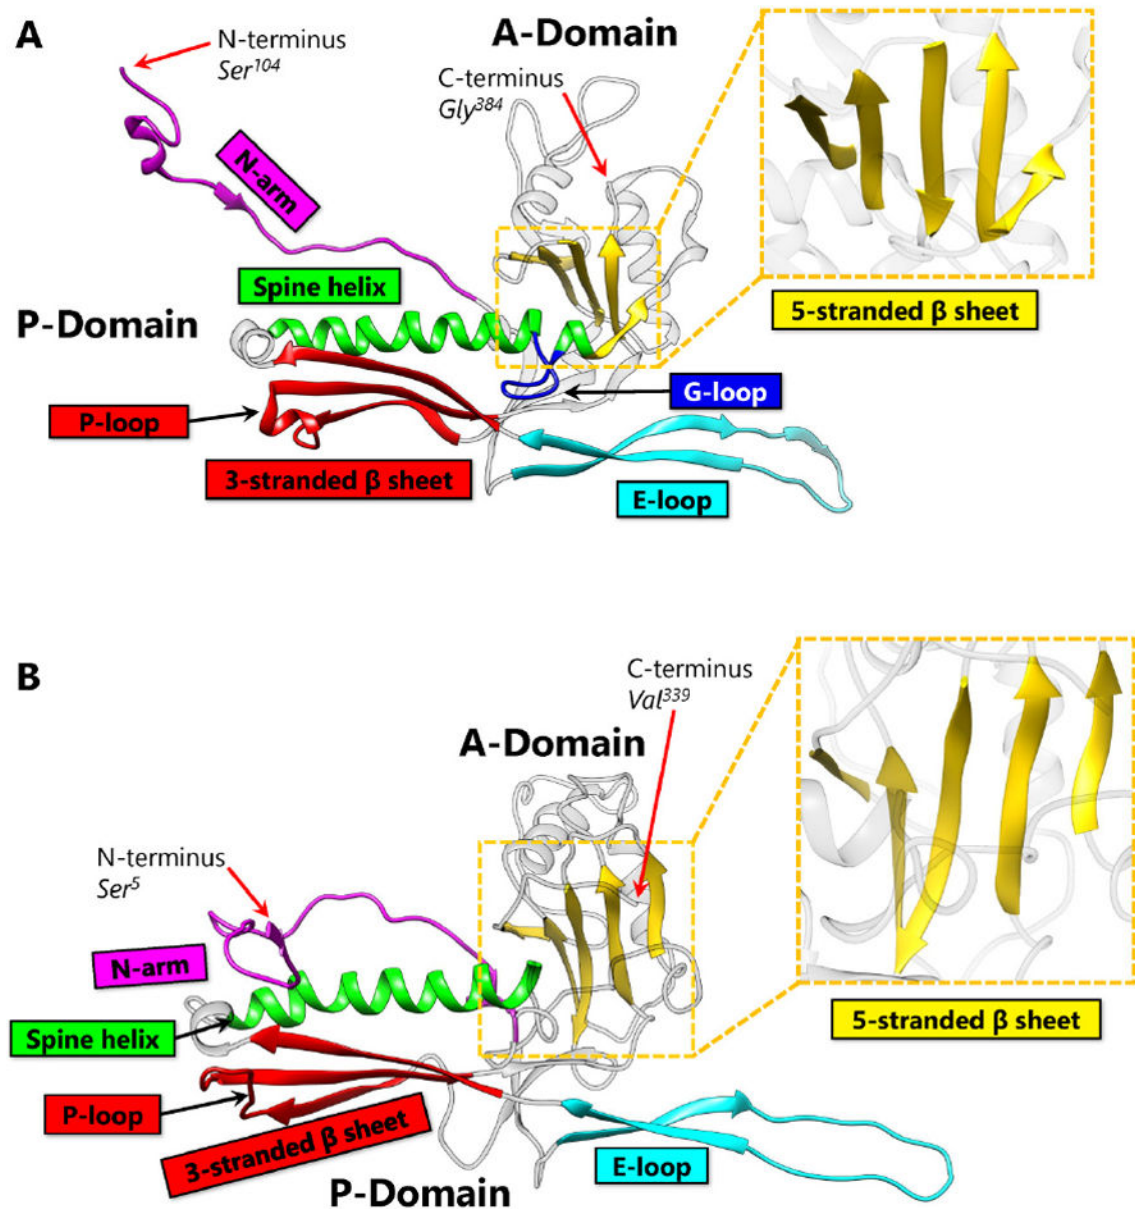 A
N-terminus
Ser104
A-Domain
C-terminus
Gly384
N-arm
Spine helix
P-Domain
5-stranded β sheet
G-loop
P-loop
3-stranded β sheet
E-loop
B
C-terminus
Val339
A-Domain
N-terminus
Ser5
N-arm
5-stranded β sheet
Spine helix
P-loop
3-stranded β sheet
E-loop
P-Domain